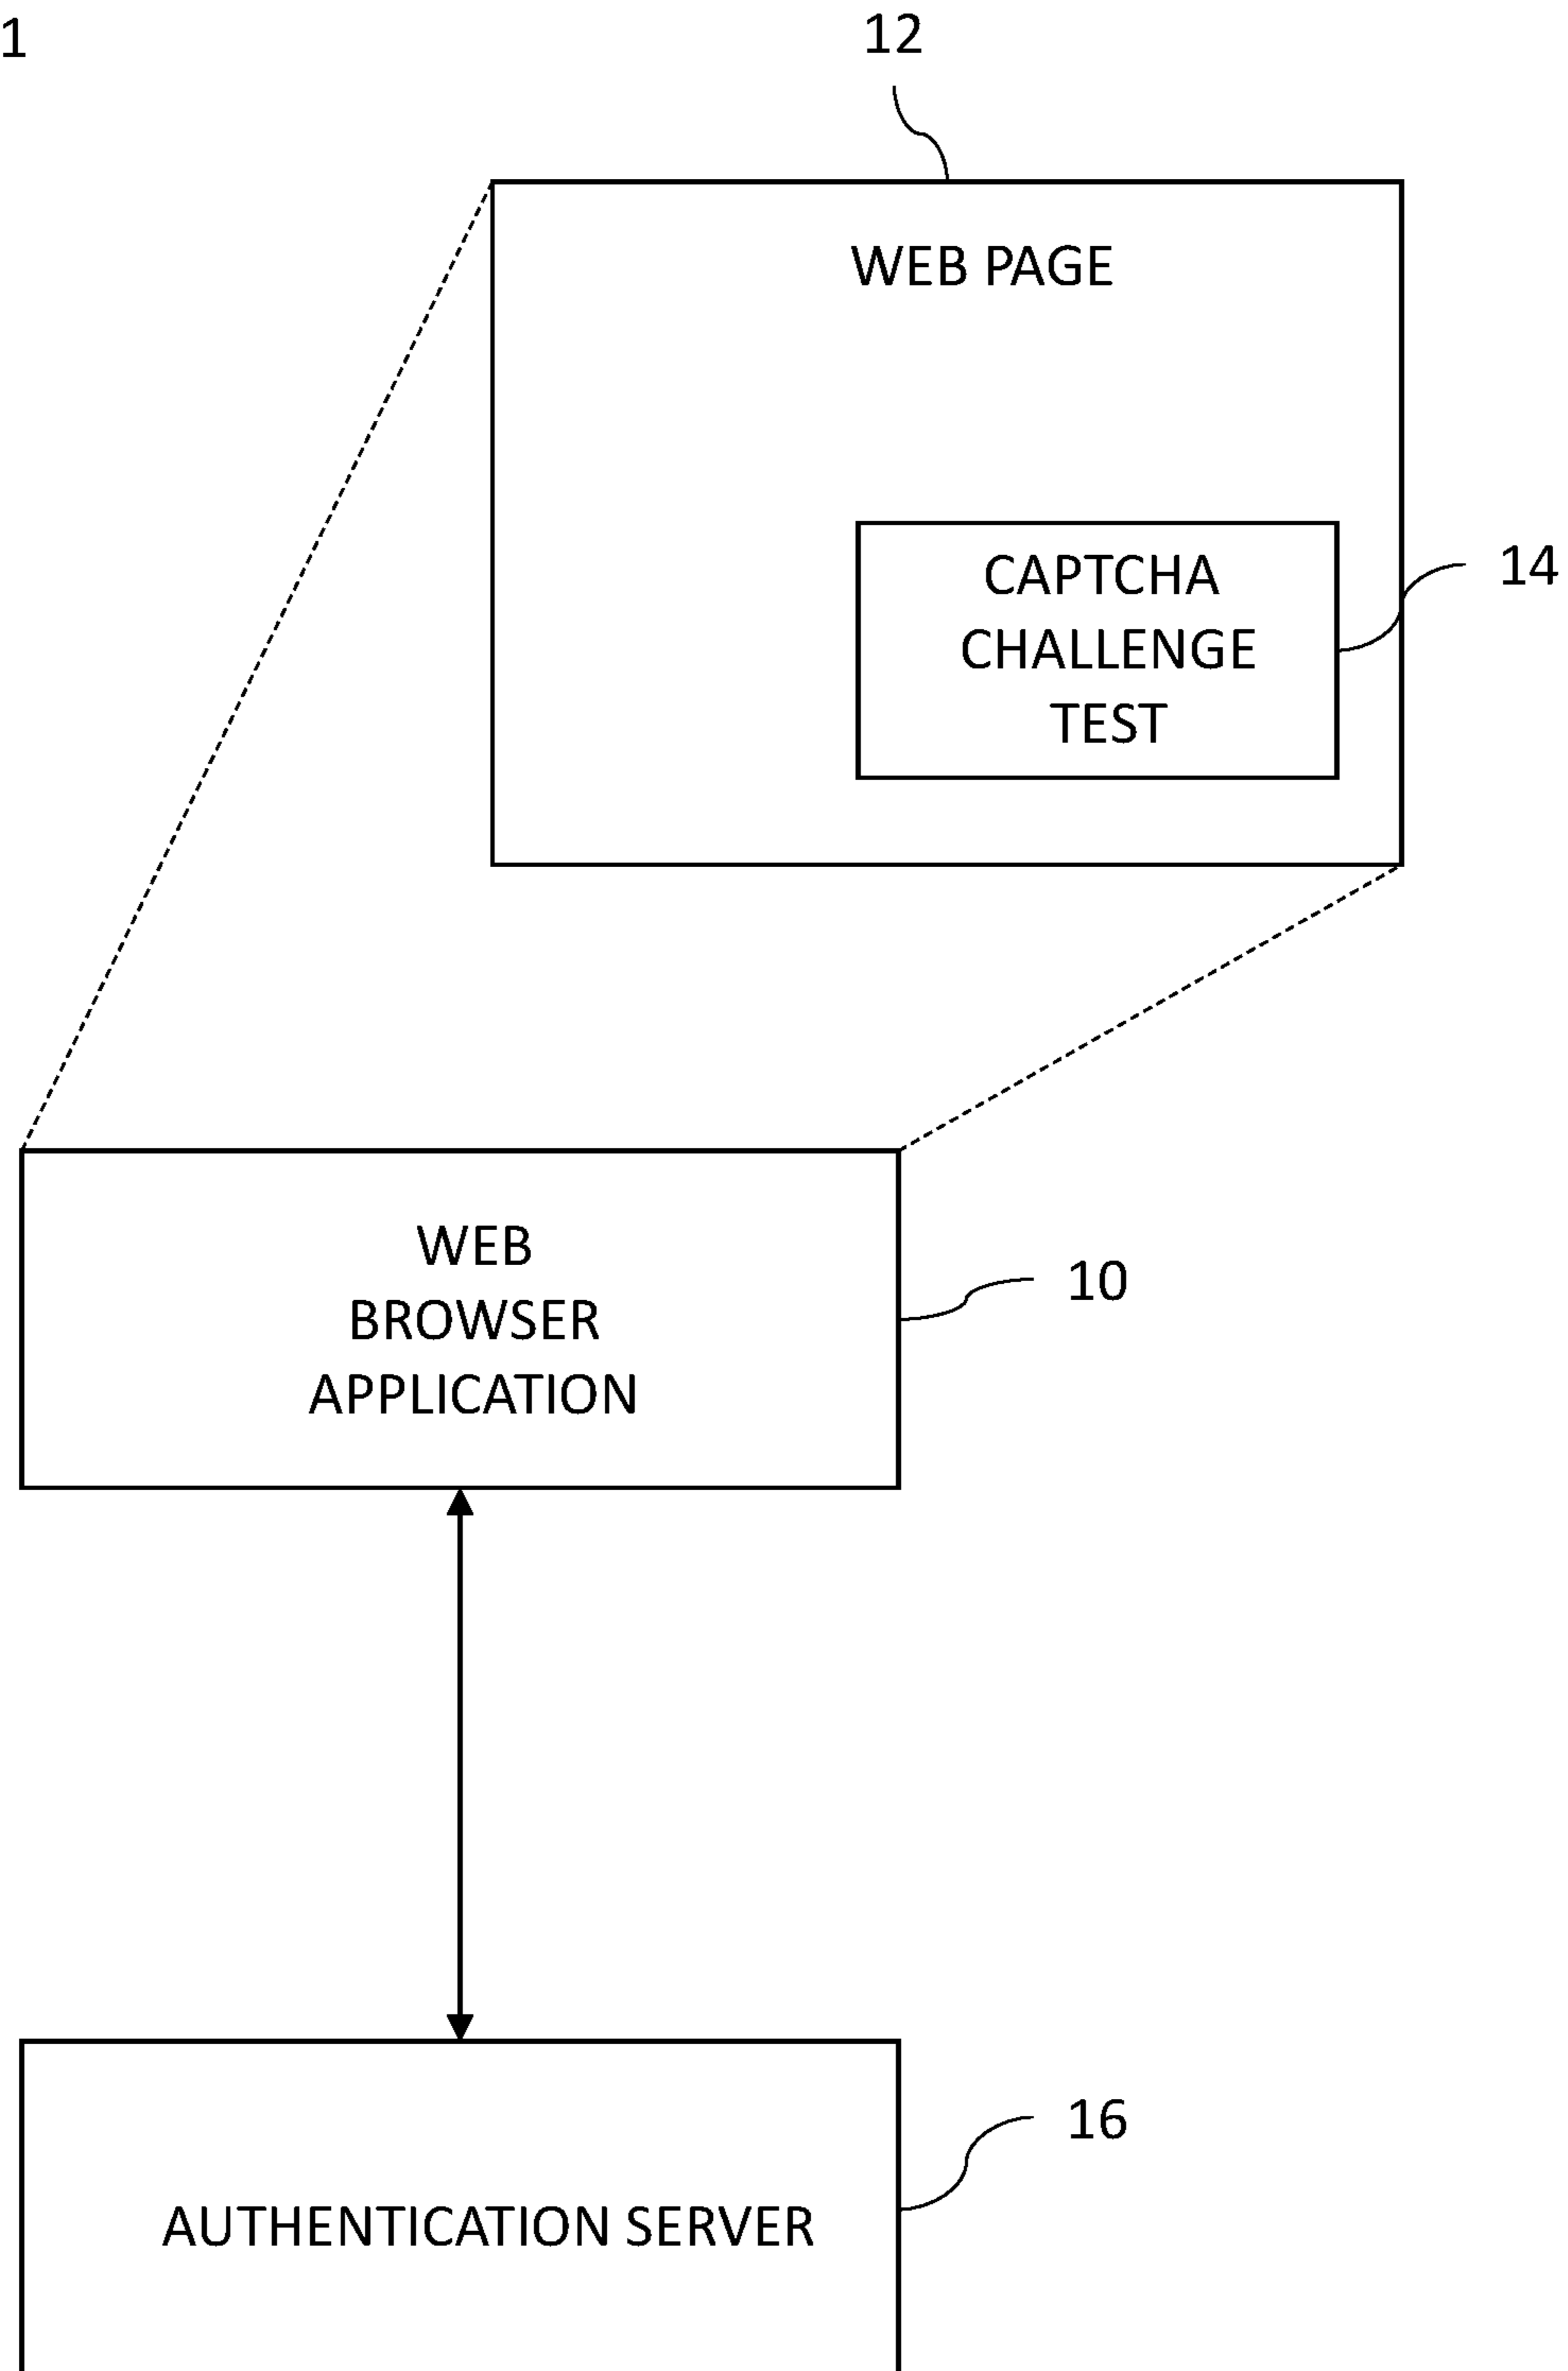 1
12
WEB PAGE
CAPTCHA
CHALLENGE
TEST
14
WEB
BROWSER
APPLICATION
10
16
AUTHENTICATION SERVER